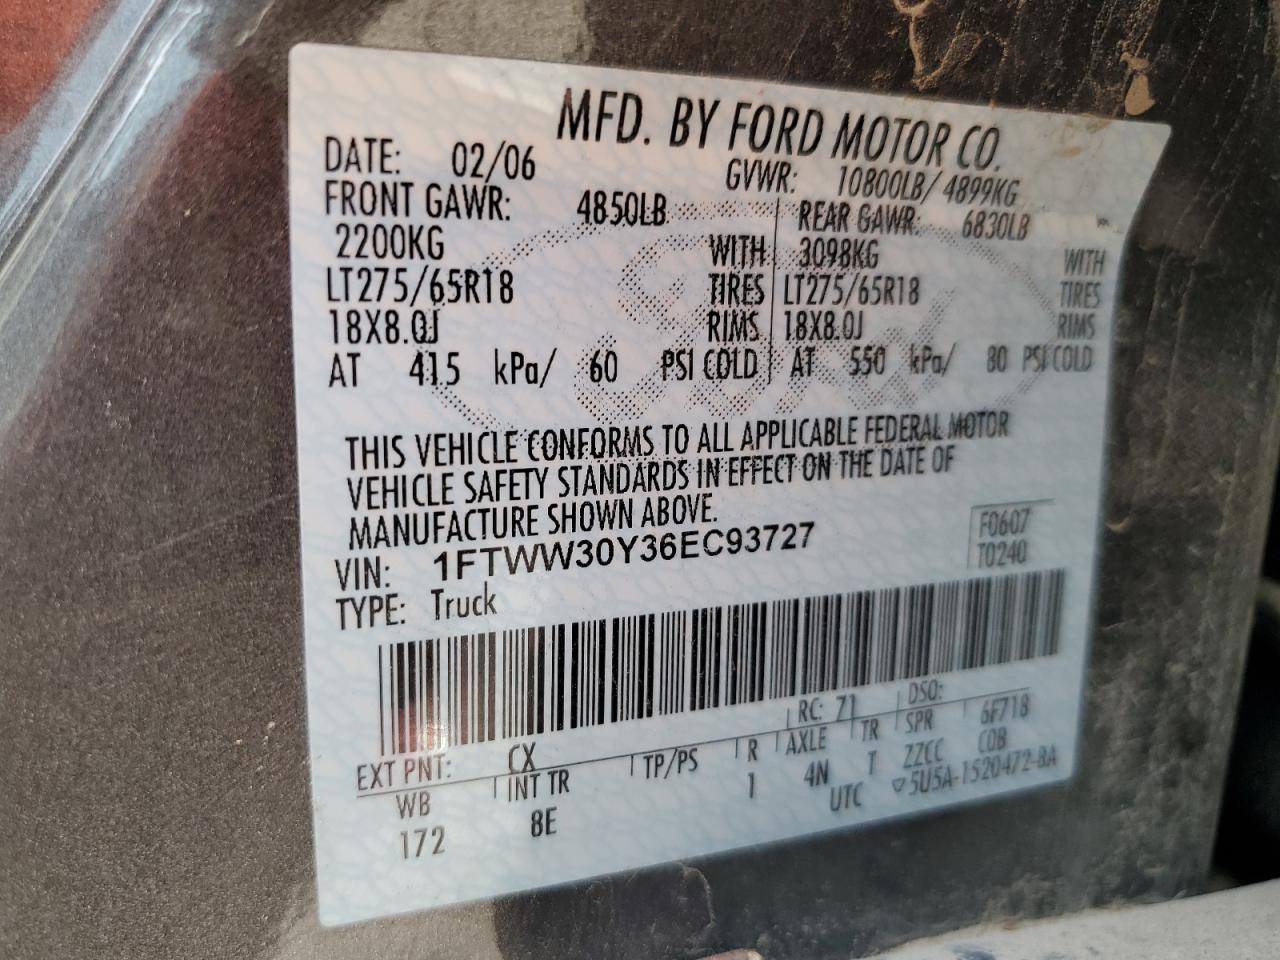 MFD. BY FORD MOTOR CO.
DATE: 02/06 GVWR: 10800LB/ 4899KG
FRONT GAWR: 4850LB REAR GAWR: 6830LB
2200KG WITH 3098KG WITH
LT275/65R18 TIRES LT275/65R18 TIRES
18X8.0J RIMS 18X8.0J RIMS
AT 415 kPa/ 60 PSI COLD AT 550 kPa/ 80 PSI COLD
THIS VEHICLE CONFORMS TO ALL APPLICABLE FEDERAL MOTOR
VEHICLE SAFETY STANDARDS IN EFFECT ON THE DATE OF
MANUFACTURE SHOWN ABOVE.
VIN: 1FTWW30Y36EC93727 F0607
TYPE: Truck T0240
EXT PNT: CX RC: 71 DSO:
WB INT TR TP/PS R AXLE TR SPR 6F718
172 8E 1 4N T ZZCC COB
UTC ▽5U5A-1520472-BA